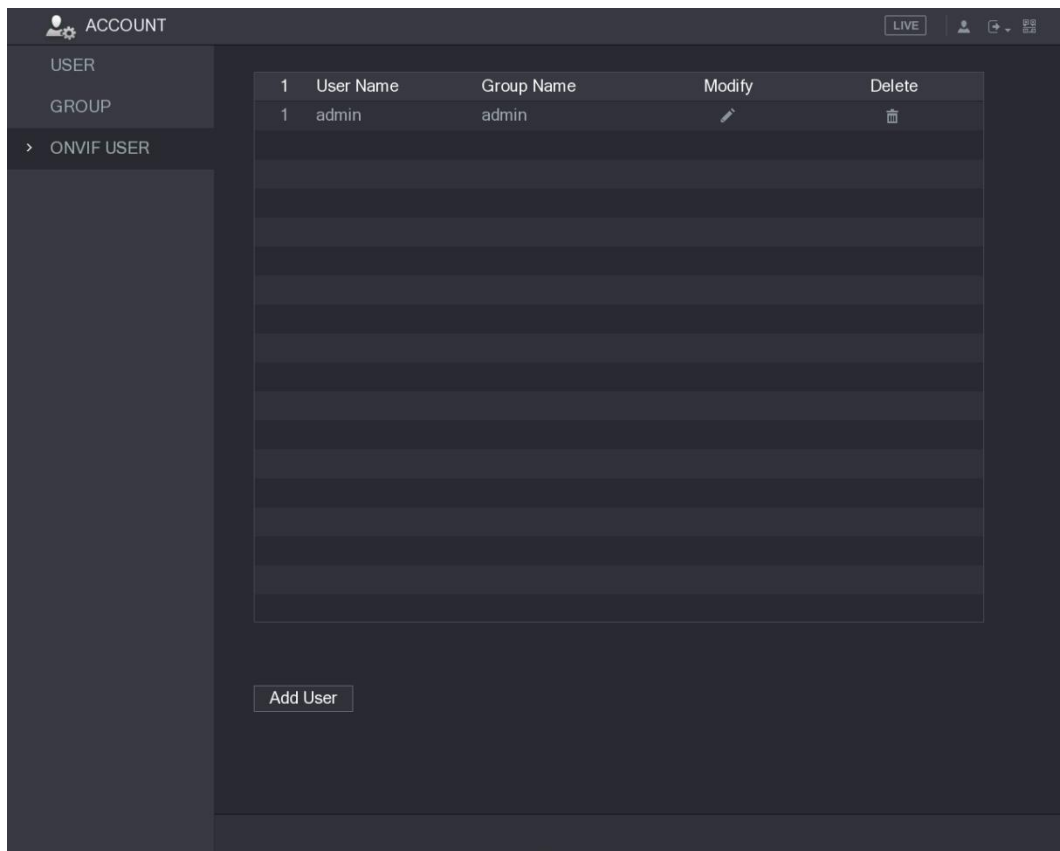 ACCOUNT LIVE
USER
GROUP
ONVIF USER
1 User Name Group Name Modify Delete
1 admin admin
Add User